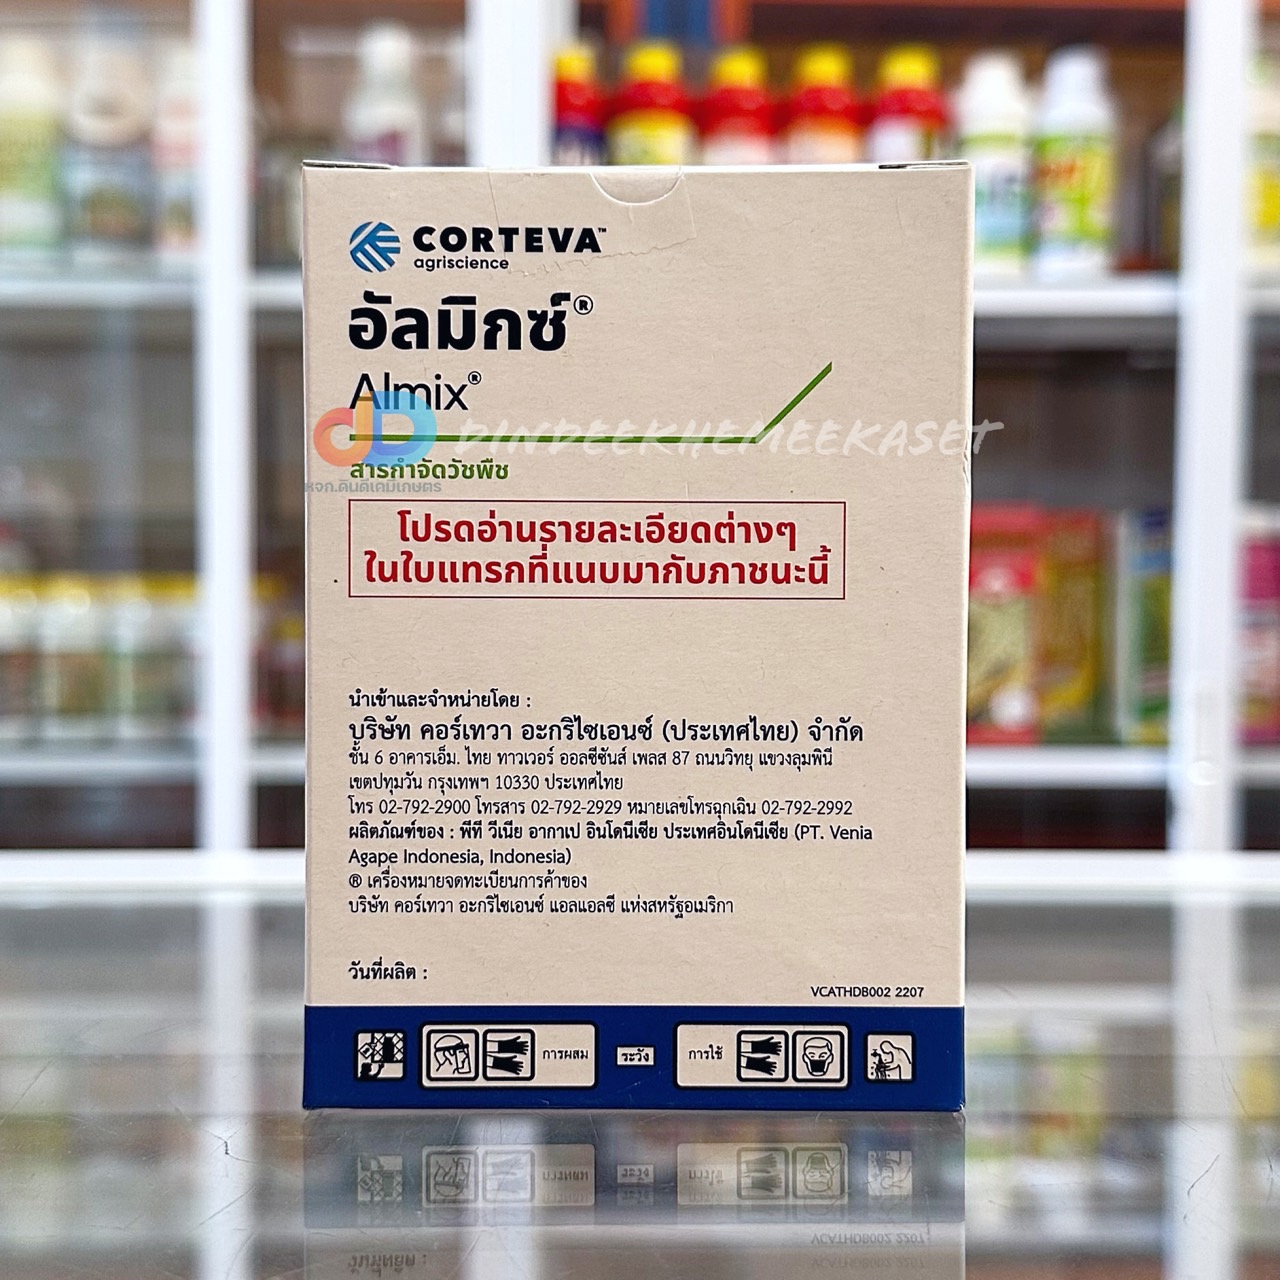 CORTEVA™
agriscience
อัลมิกซ์®
Almix®
DINDEEKHEMEEKASET
สารกำจัดวัชพืช
หจก.ดินดีเคมีเกษตร
โปรดอ่านรายละเอียดต่างๆ
ในใบแทรกที่แนบมากับภาชนะนี้
นำเข้าและจำหน่ายโดย :
บริษัท คอร์เทวา อะกริไซเอนซ์ (ประเทศไทย) จำกัด
ชั้น 6 อาคารเอ็ม. ไทย ทาวเวอร์ ออลซีซันส์ เพลส 87 ถนนวิทยุ แขวงลุมพินี
เขตปทุมวัน กรุงเทพฯ 10330 ประเทศไทย
โทร 02-792-2900 โทรสาร 02-792-2929 หมายเลขโทรฉุกเฉิน 02-792-2992
ผลิตภัณฑ์ของ : พีที วีเนีย อากาเป อินโดนีเซีย ประเทศอินโดนีเซีย (PT. Venia
Agape Indonesia, Indonesia)
® เครื่องหมายจดทะเบียนการค้าของ
บริษัท คอร์เทวา อะกริไซเอนซ์ แอลแอลซี แห่งสหรัฐอเมริกา
วันที่ผลิต :
VCATHDB002 2207
การผสม ระวัง การใช้